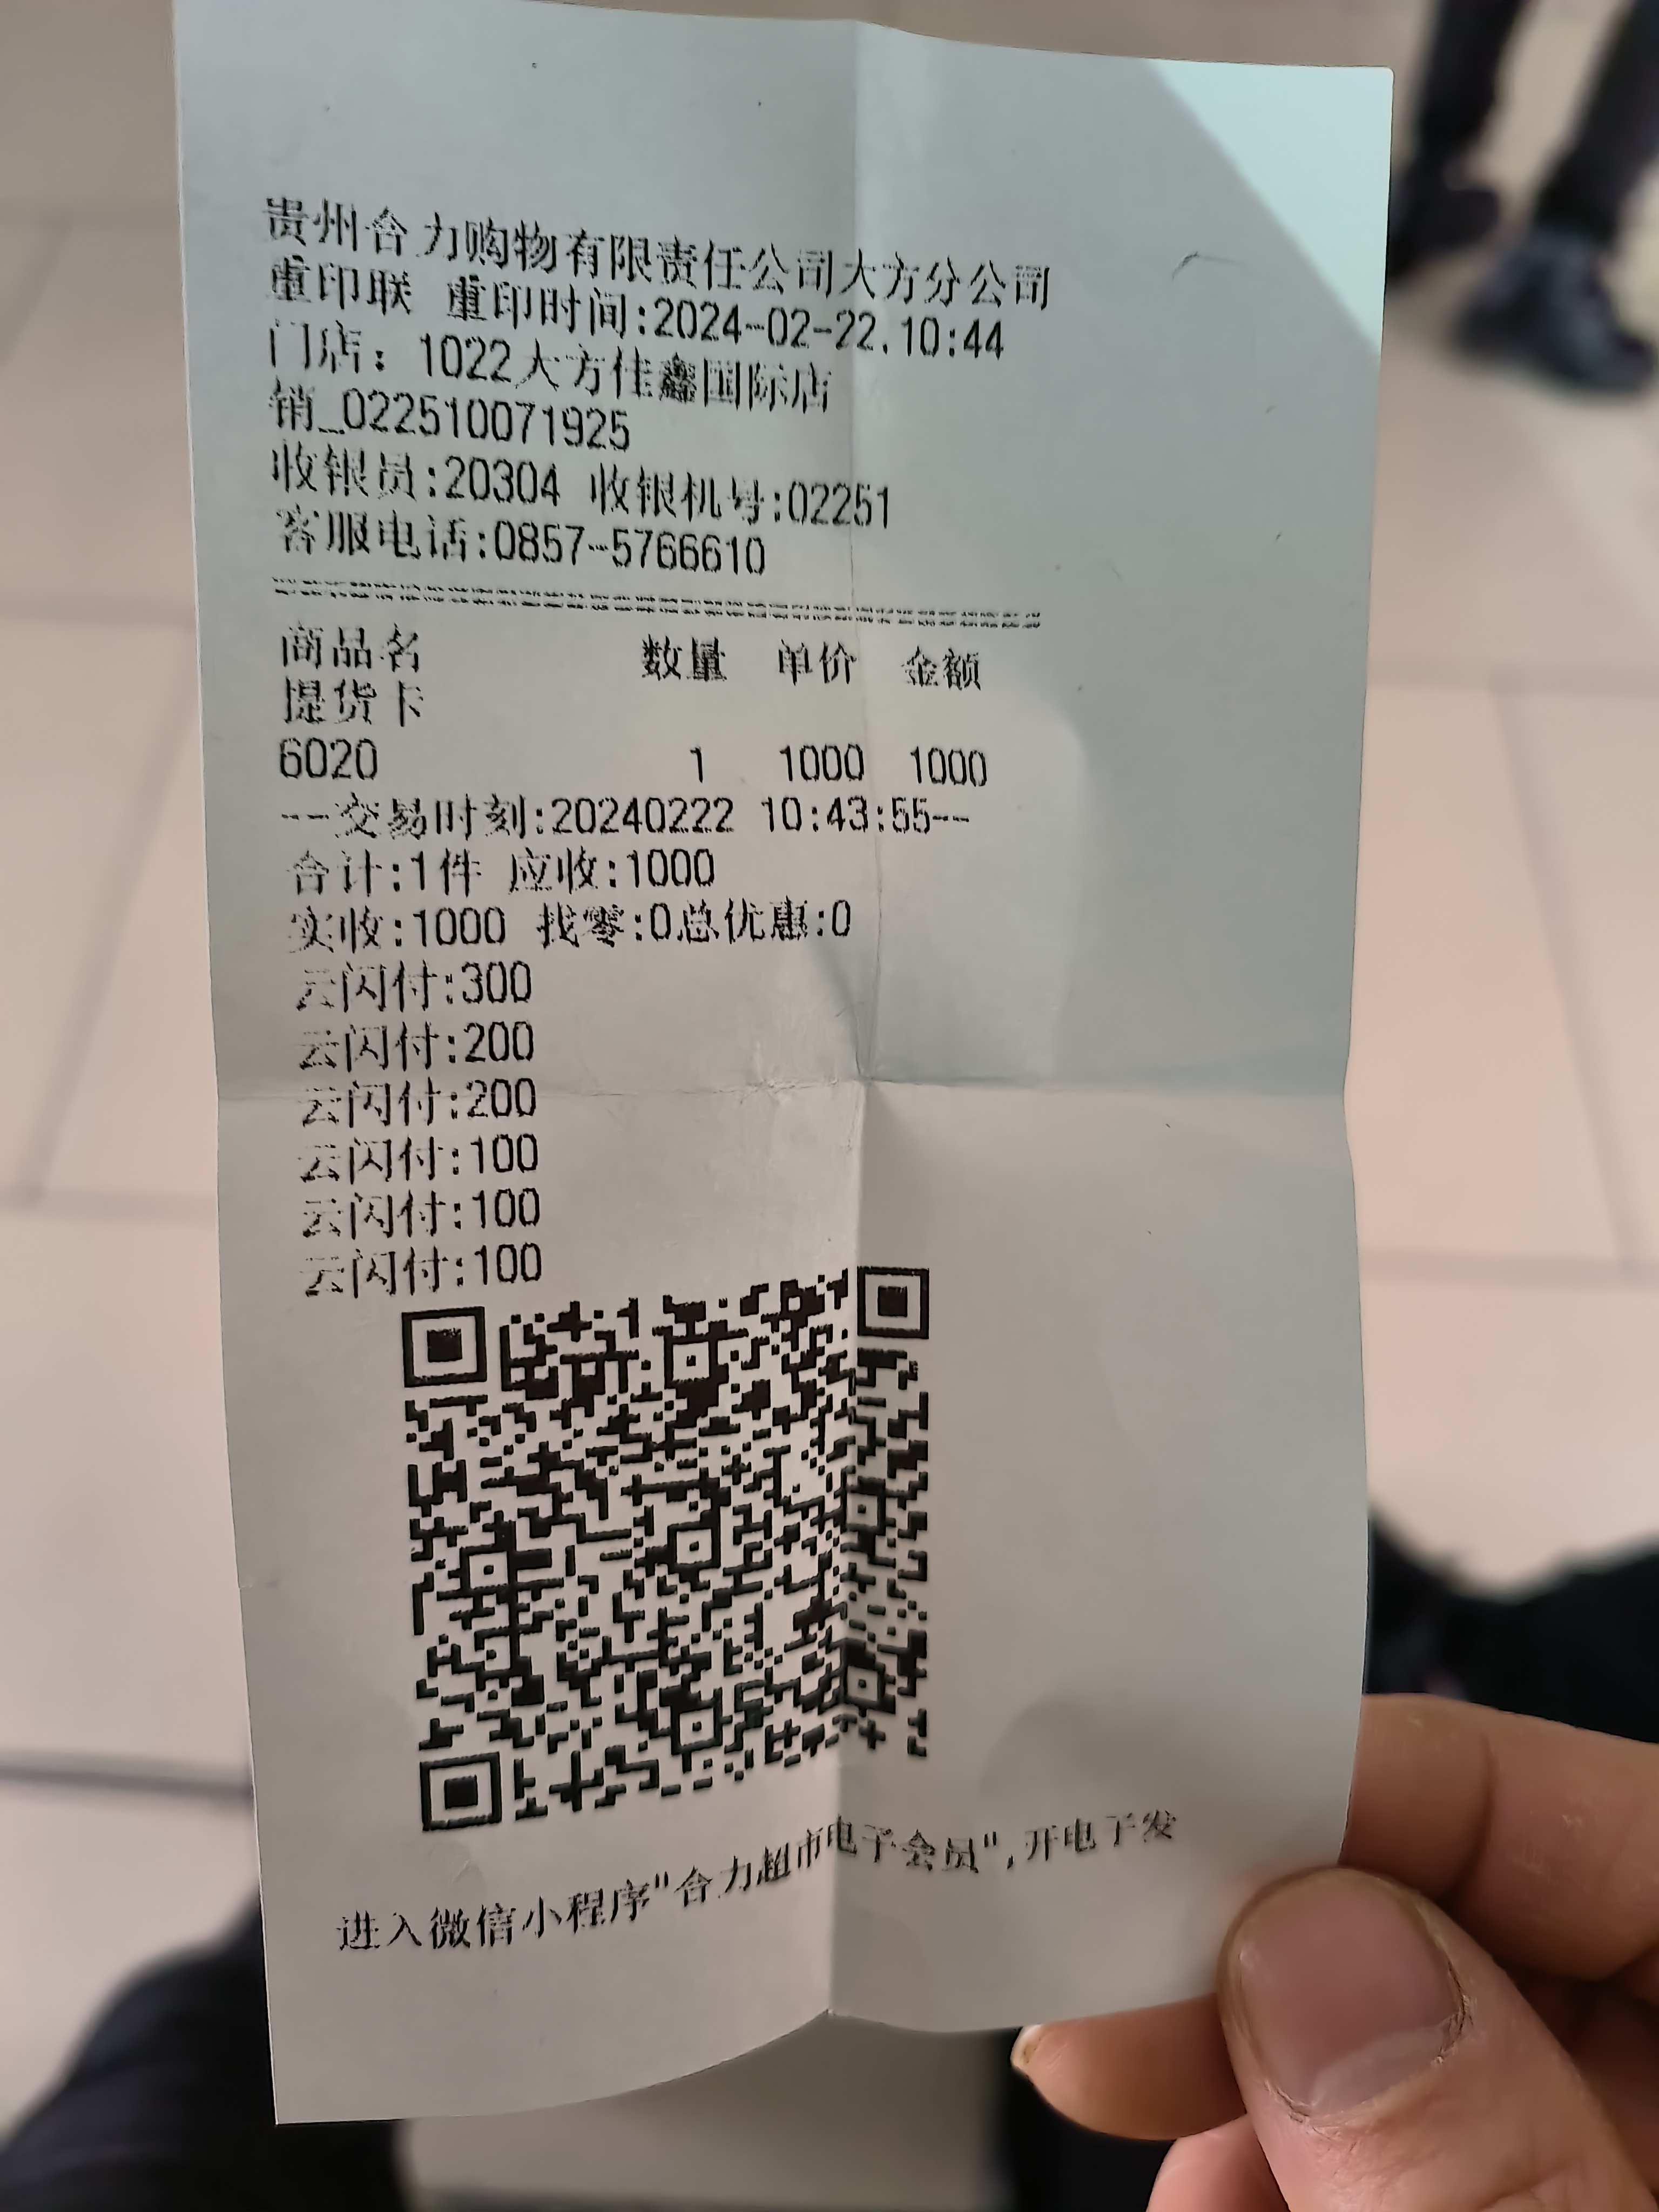 贵州合力购物有限责任公司大方分公司
重印联 重印时间:2024-02-22.10:44
门店：1022大方佳鑫国际店
销_022510071925
收银员:20304 收银机号:02251
客服电话:0857-5766610
商品名 数量 单价 金额
提货卡
6020 1 1000 1000
--交易时刻:20240222 10:43:55--
合计:1件 应收:1000
实收:1000 找零:0总优惠:0
云闪付:300
云闪付:200
云闪付:200
云闪付:100
云闪付:100
云闪付:100
进入微信小程序"合力超市电子会员",开电子发